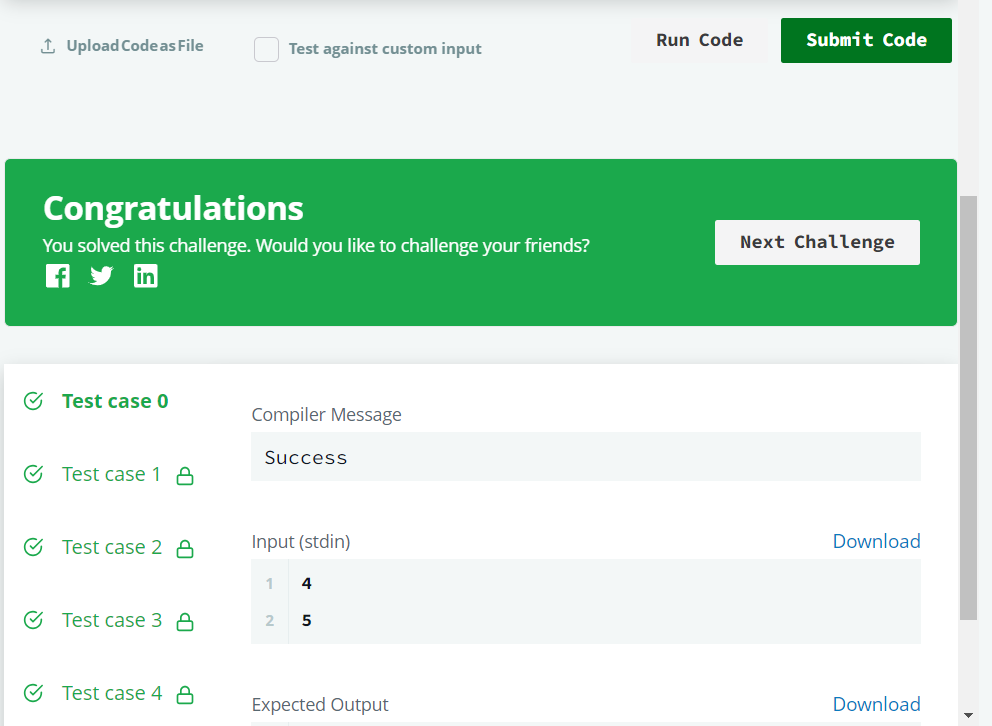 Upload Code as File
Test against custom input
Run Code
Submit Code
Congratulations
You solved this challenge. Would you like to challenge your friends?
Next Challenge
Test case 0
Test case 1
Test case 2
Test case 3
Test case 4
Compiler Message
Success
Input (stdin)
Download
1 4
2 5
Expected Output
Download